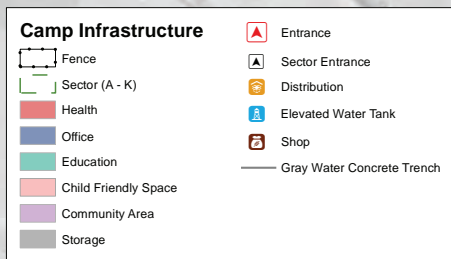 Camp Infrastructure
Fence
Sector (A - K)
Health
Office
Education
Child Friendly Space
Community Area
Storage
Entrance
Sector Entrance
Distribution
Elevated Water Tank
Shop
Gray Water Concrete Trench